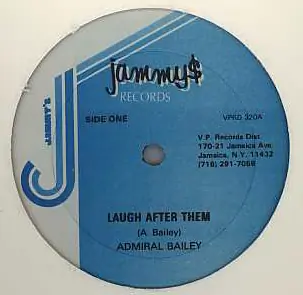 jammy$
RECORDS
JAMMY'S
SIDE ONE
VPRD 320A
V.P. Records Dist.
170-21 Jamaica Ave.
Jamaica, N.Y. 11432
(718) 291-7058
LAUGH AFTER THEM
(A. Bailey)
ADMIRAL BAILEY